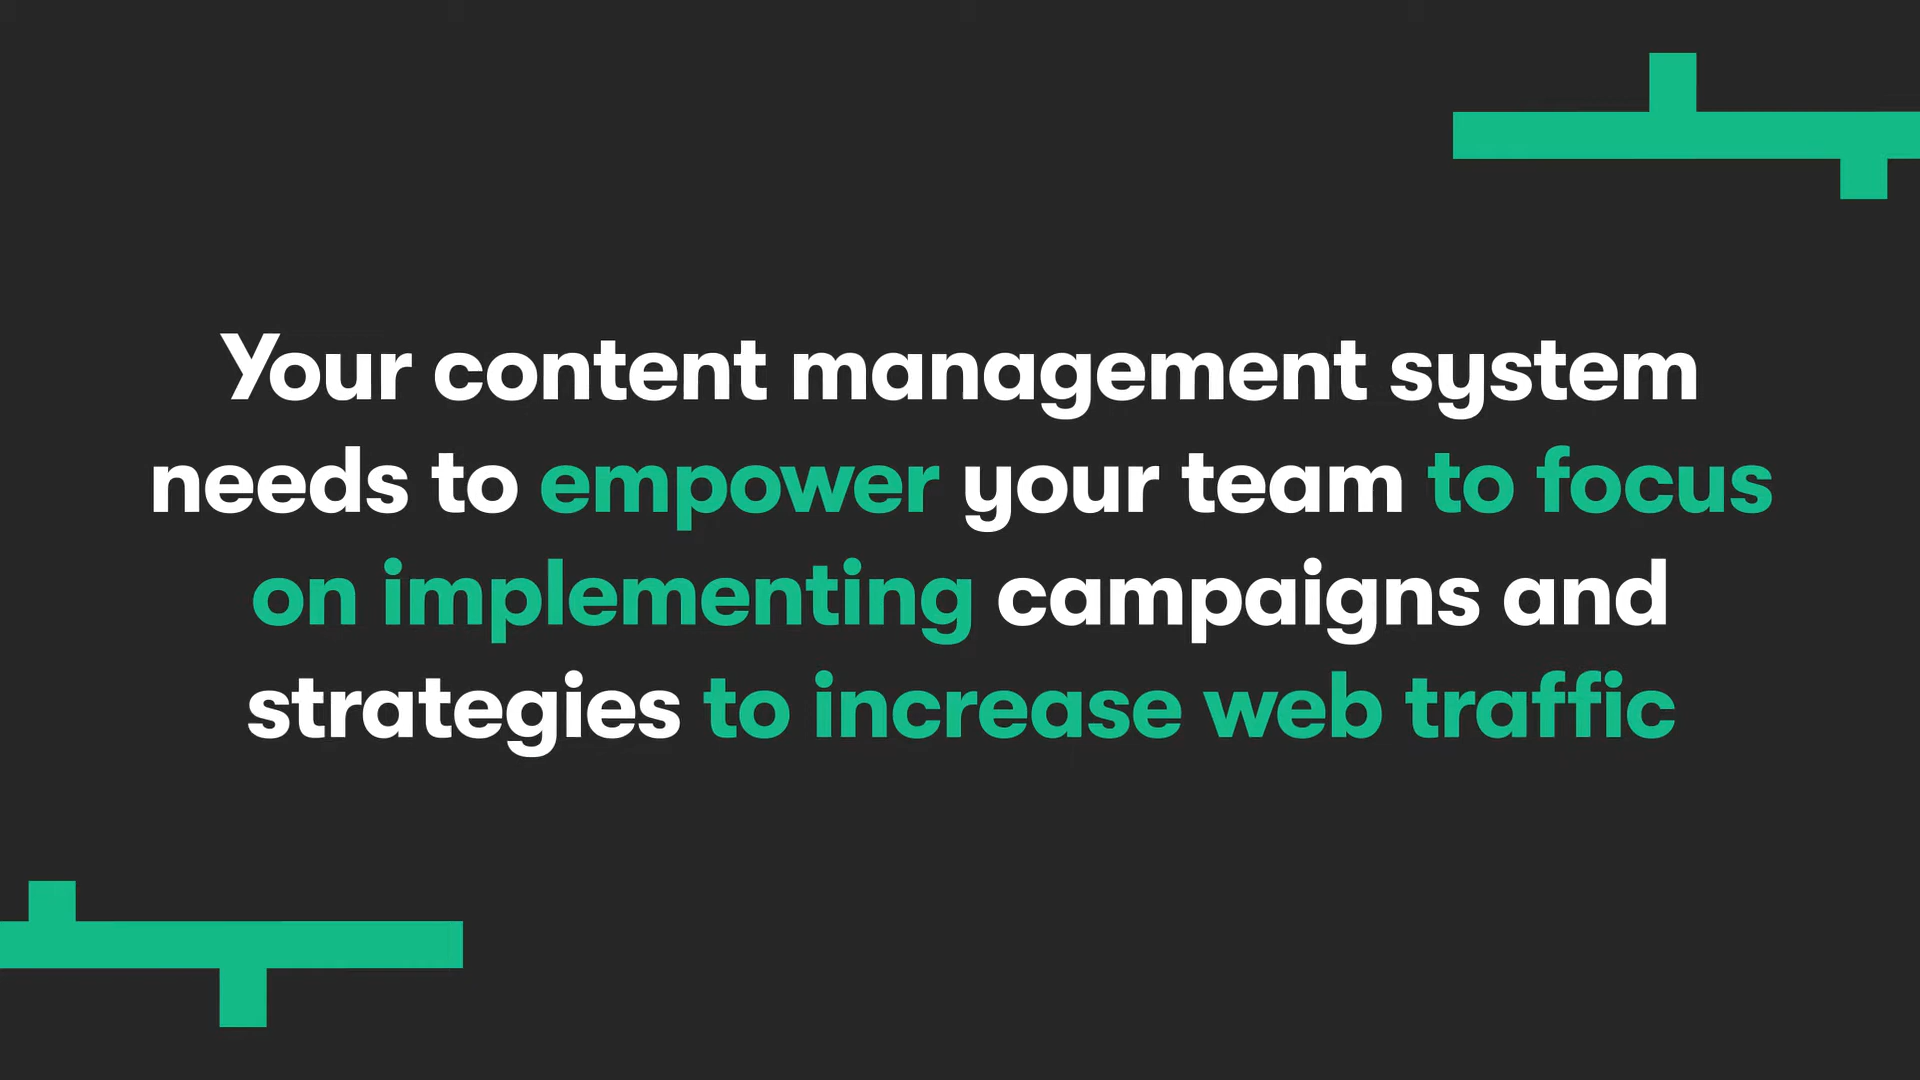 Your content management system
needs to empower your team to focus
on implementing campaigns and
strategies to increase web traffic